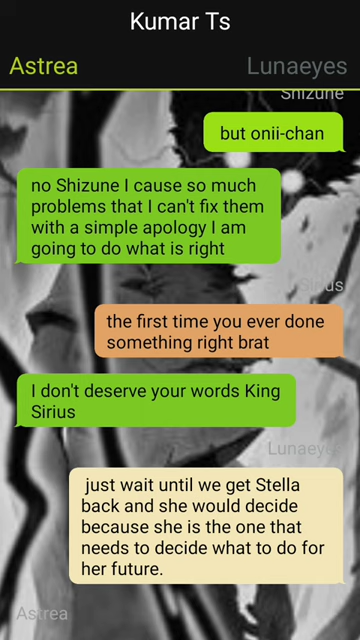 Kumar Ts
Astrea Lunaeyes
Shizune
but onii-chan
no Shizune I cause so much
problems that I can't fix them
with a simple apology I am
going to do what is right
Sirius
the first time you ever done
something right brat
I don't deserve your words King
Sirius
Lunaeyes
just wait until we get Stella
back and she would decide
because she is the one that
needs to decide what to do for
her future.
Astrea